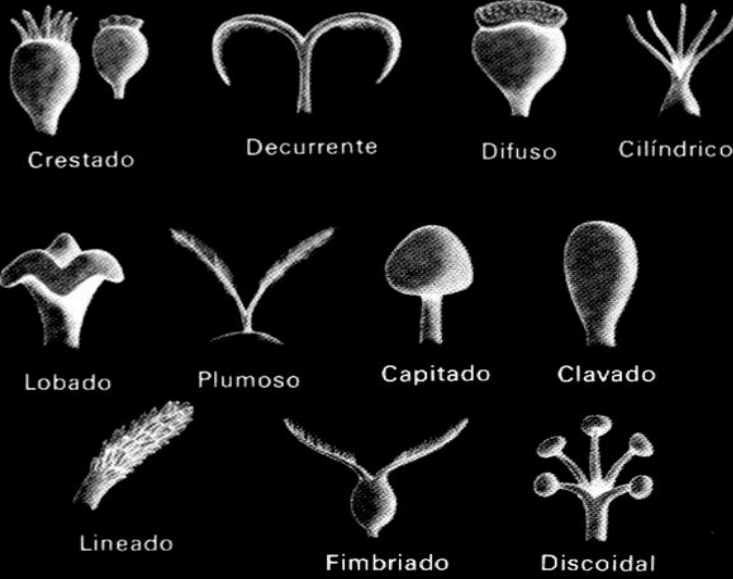 Crestado
Decurrente
Difuso
Cilíndrico
Lobado
Plumoso
Capitado
Clavado
Lineado
Fimbriado
Discoidal